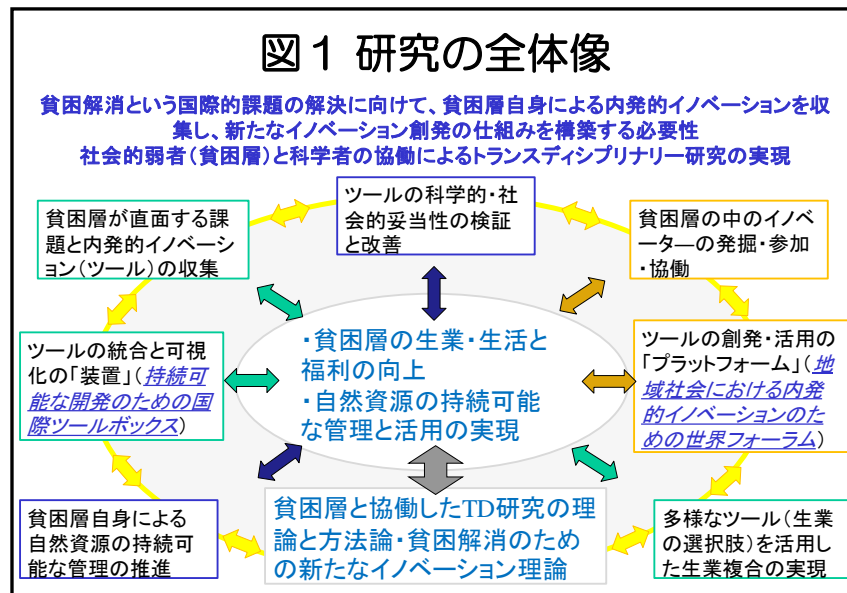 図1 研究の全体像
貧困解消という国際的課題の解決に向けて、貧困層自身による内発的イノベーションを収
集し、新たなイノベーション創発の仕組みを構築する必要性
社会的弱者(貧困層)と科学者の協働によるトランスディシプリナリー研究の実現
ツールの科学的・社
会的妥当性の検証
と改善
貧困層が直面する課
題と内発的イノベーシ
ョン(ツール)の収集
貧困層の中のイノベ
ーターの発掘・参加
・協働
ツールの統合と可視
化の「装置」(持続可
能な開発のための国
際ツールボックス)
・貧困層の生業・生活と
福利の向上
・自然資源の持続可能
な管理と活用の実現
ツールの創発・活用の
「プラットフォーム」(地
域社会における内発
的イノベーションのた
めの世界フォーラム)
貧困層自身による
自然資源の持続可
能な管理の推進
貧困層と協働したTD研究の理
論と方法論・貧困解消のため
の新たなイノベーション理論
多様なツール(生業
の選択肢)を活用し
た生業複合の実現